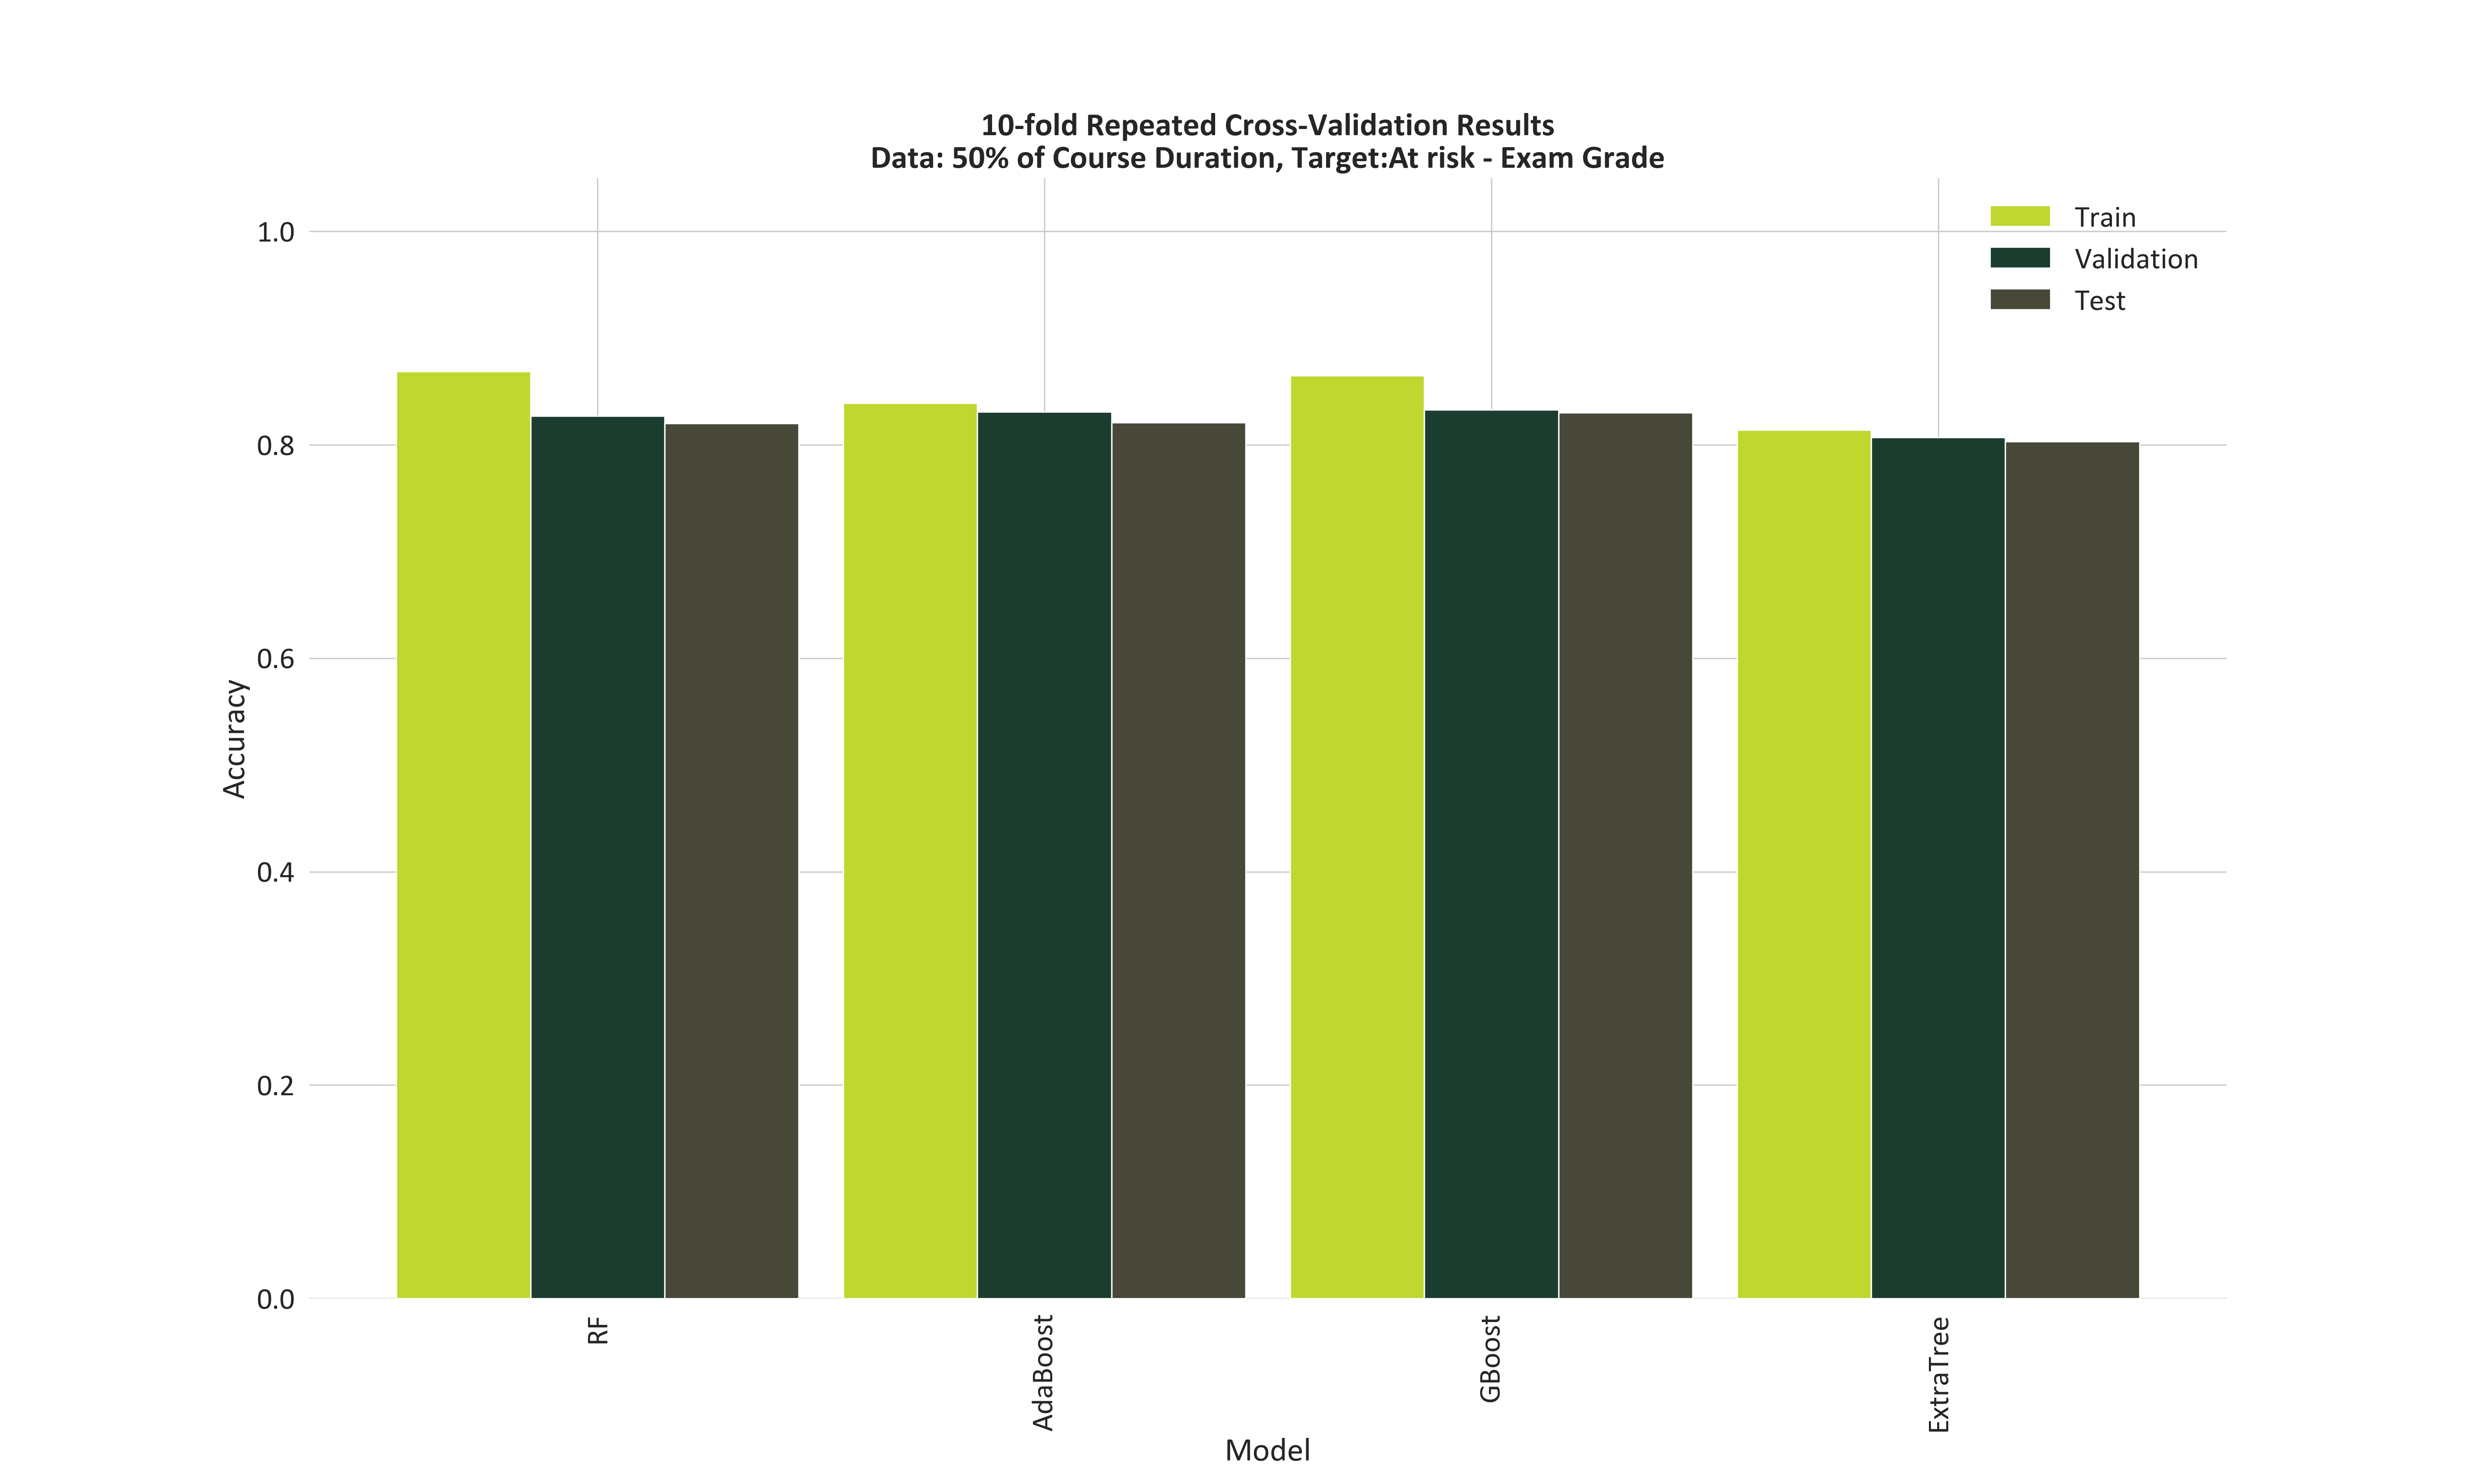 10-fold Repeated Cross-Validation Results
Data: 50% of Course Duration, Target:At risk - Exam Grade
Train
Validation
Test
1.0
0.8
0.6
0.4
0.2
0.0
Accuracy
RF
AdaBoost
GBoost
ExtraTree
Model